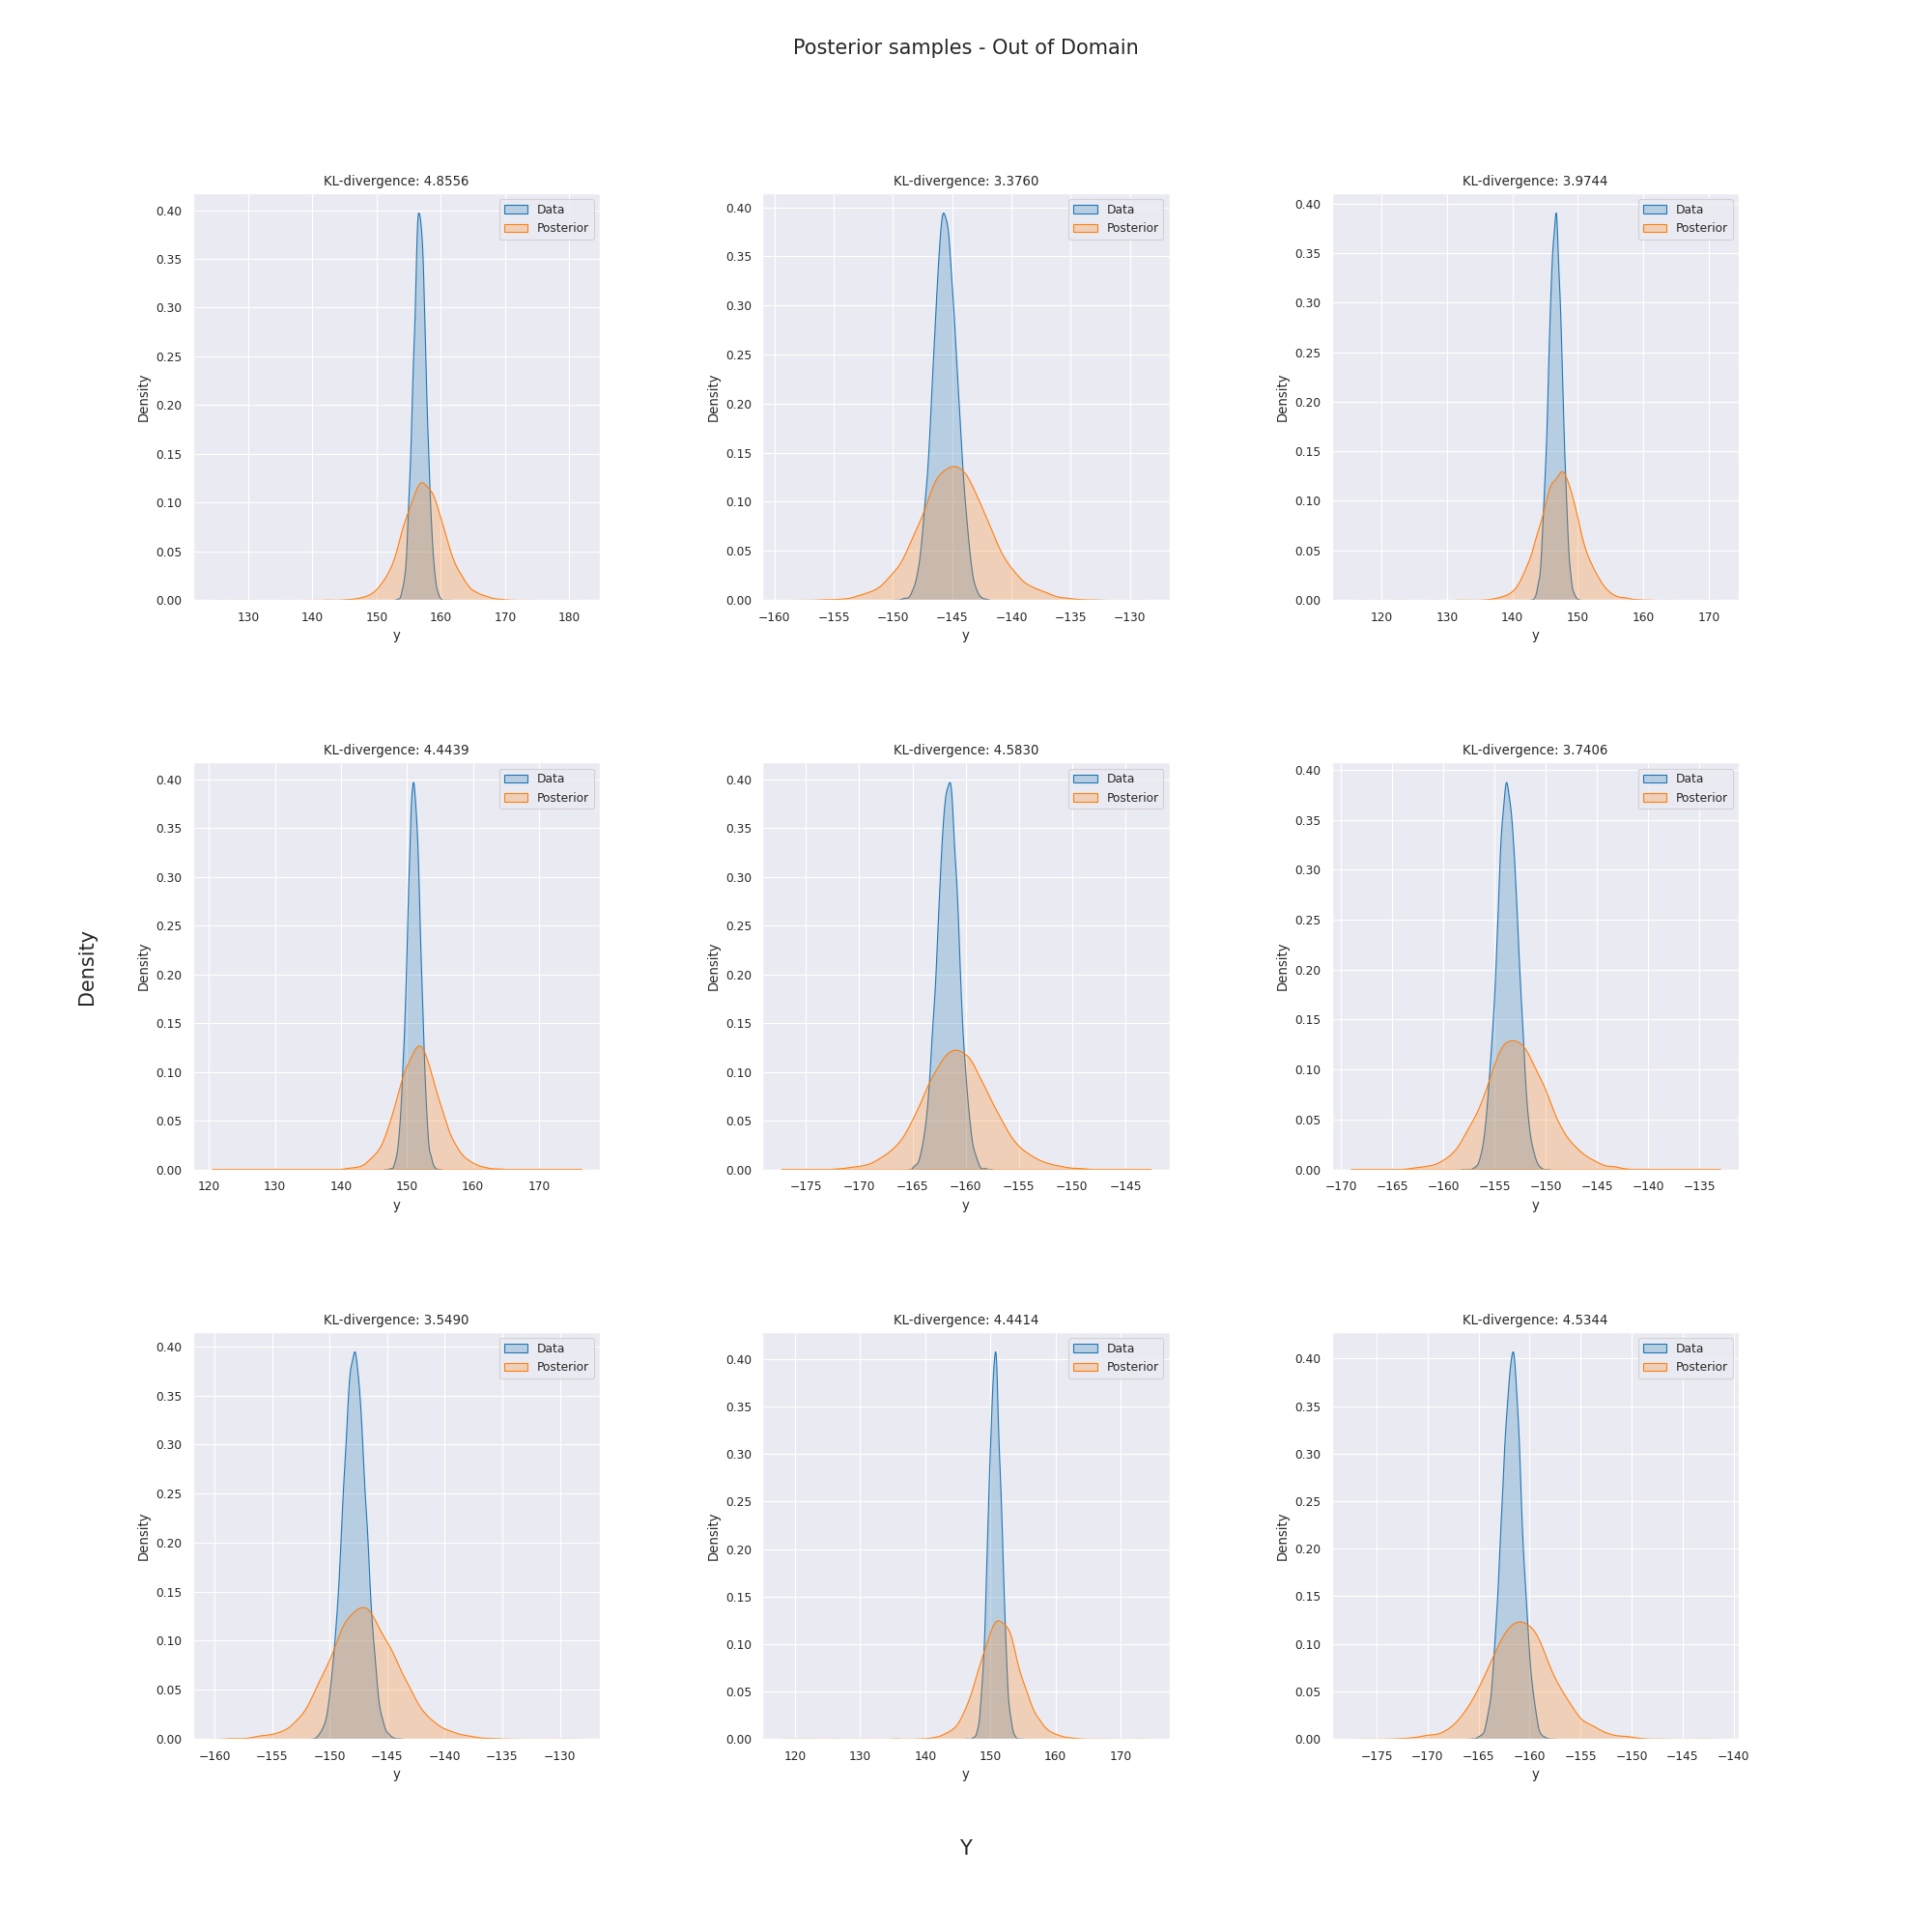 Posterior samples - Out of Domain
KL-divergence: 4.8556
Data
Posterior
0.40
0.35
0.30
0.25
0.20
0.15
0.10
0.05
0.00
Density
130 140 150 160 170 180
y
KL-divergence: 3.3760
Data
Posterior
0.40
0.35
0.30
0.25
0.20
0.15
0.10
0.05
0.00
Density
−160 −155 −150 −145 −140 −135 −130
y
KL-divergence: 3.9744
Data
Posterior
0.40
0.35
0.30
0.25
0.20
0.15
0.10
0.05
0.00
Density
120 130 140 150 160 170
y
Density
KL-divergence: 4.4439
Data
Posterior
0.40
0.35
0.30
0.25
0.20
0.15
0.10
0.05
0.00
Density
120 130 140 150 160 170
y
KL-divergence: 4.5830
Data
Posterior
0.40
0.35
0.30
0.25
0.20
0.15
0.10
0.05
0.00
Density
−175 −170 −165 −160 −155 −150 −145
y
KL-divergence: 3.7406
Data
Posterior
0.40
0.35
0.30
0.25
0.20
0.15
0.10
0.05
0.00
Density
−170 −165 −160 −155 −150 −145 −140 −135
y
KL-divergence: 3.5490
Data
Posterior
0.40
0.35
0.30
0.25
0.20
0.15
0.10
0.05
0.00
Density
−160 −155 −150 −145 −140 −135 −130
y
KL-divergence: 4.4414
Data
Posterior
0.40
0.35
0.30
0.25
0.20
0.15
0.10
0.05
0.00
Density
120 130 140 150 160 170
y
KL-divergence: 4.5344
Data
Posterior
0.40
0.35
0.30
0.25
0.20
0.15
0.10
0.05
0.00
Density
−175 −170 −165 −160 −155 −150 −145 −140
y
Y